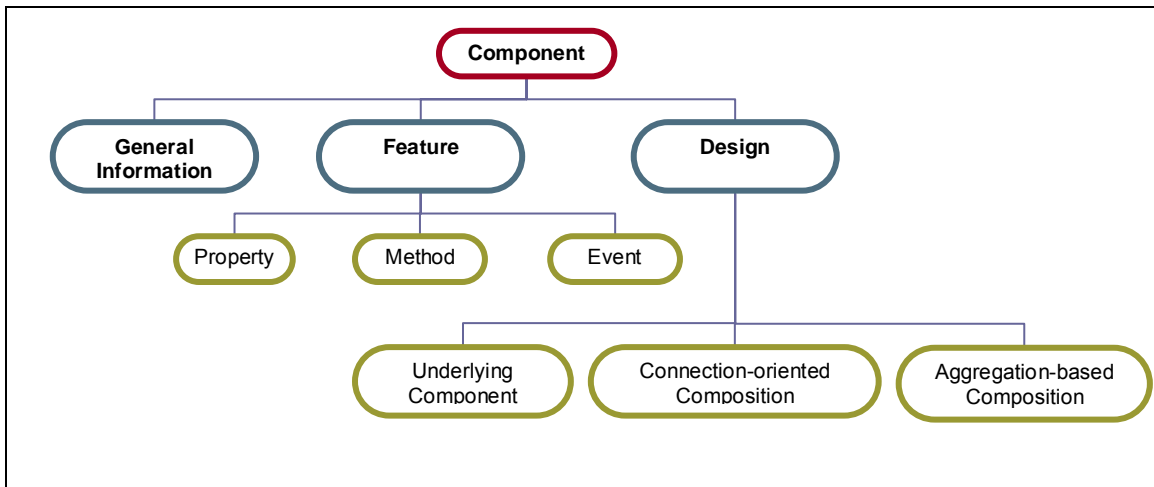 Component
General
Information
Feature
Design
Property
Method
Event
Underlying
Component
Connection-oriented
Composition
Aggregation-based
Composition